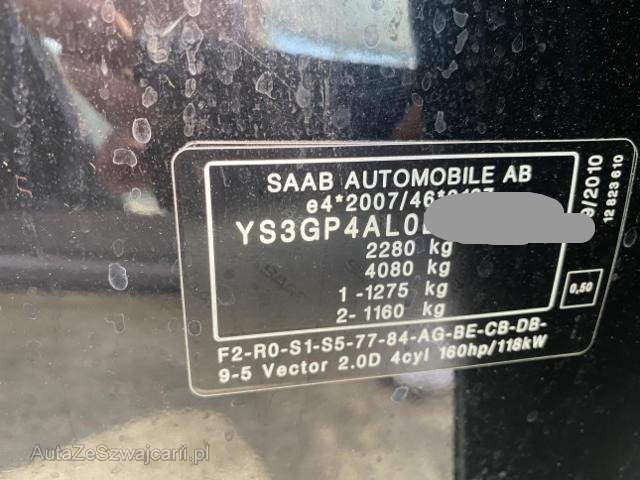 SAAB AUTOMOBILE AB
e4*2007/46*
YS3GP4AL0
2280 kg
4080 kg
1 -1275 kg
2- 1160 kg
F2-R0-S1-S5-77-84-AG-BE-CB-DB-
9-5 Vector 2.0D 4cyl 160hp/118kW
0,50
9/2010
12 823 610
AutaZeSzwajcarii.pl